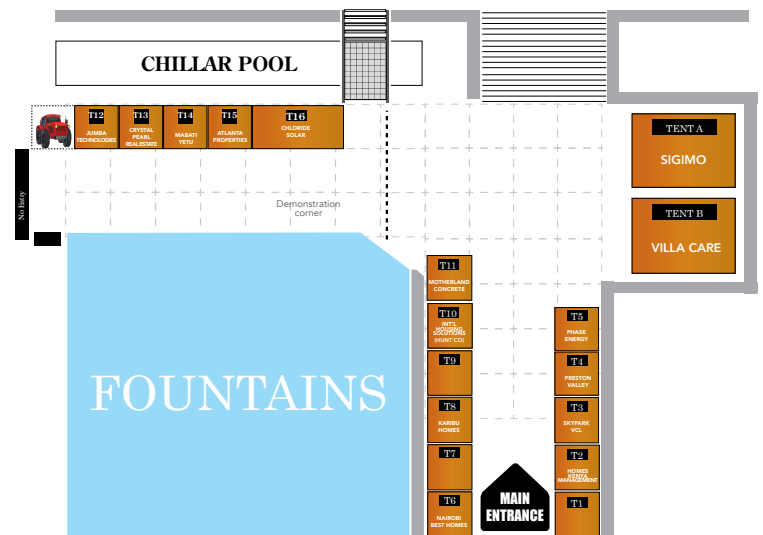 CHILLAR POOL
T12
JUMBA
TECHNOLOGIES
T13
CRYSTAL
PEARL
REAL ESTATE
T14
MABATI
YETU
T15
ATLANTA
PROPERTIES
T16
CHLORIDE
SOLAR
TENT A
SIGIMO
TENT B
VILLA CARE
No Entry
Demonstration
corner
FOUNTAINS
T11
MOTHERLAND
CONCRETE
T10
INT'L
HOUSING
SOLUTIONS
(HUNT CO)
T9
T8
KARIBU
HOMES
T7
T6
NAIROBI
BEST HOMES
T5
PHASE
ENERGY
T4
PRESTON
VALLEY
T3
SKYPARK
VCL
T2
HOMES
KENYA
MANAGEMENT
T1
MAIN
ENTRANCE